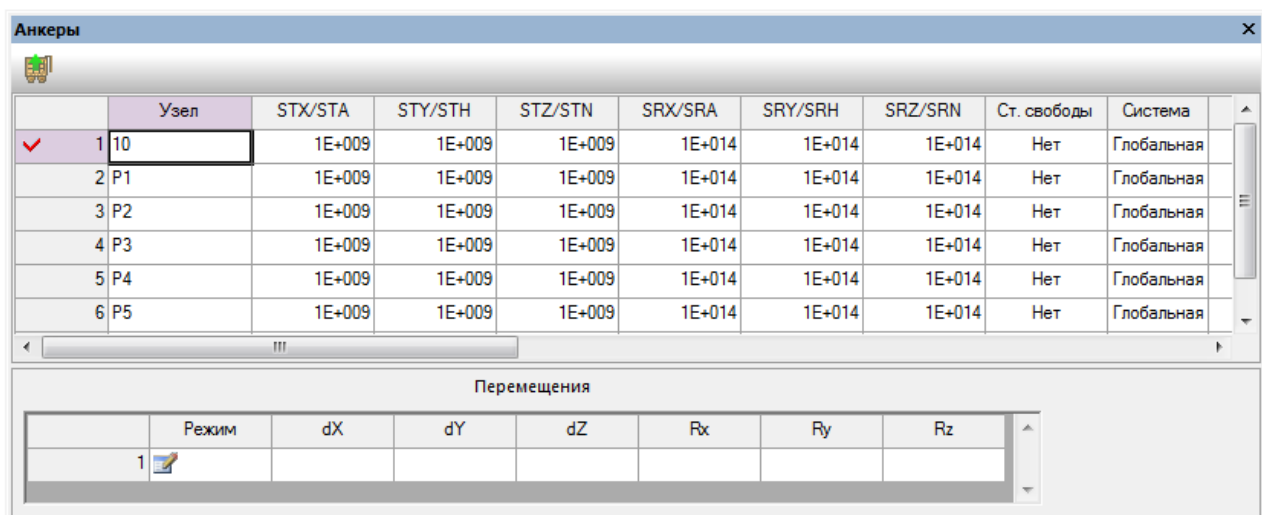 Анкеры
Узел STX/STA STY/STH STZ/STN SRX/SRA SRY/SRH SRZ/SRN Ст. свободы Система
1 10 1E+009 1E+009 1E+009 1E+014 1E+014 1E+014 Нет Глобальная
2 P1 1E+009 1E+009 1E+009 1E+014 1E+014 1E+014 Нет Глобальная
3 P2 1E+009 1E+009 1E+009 1E+014 1E+014 1E+014 Нет Глобальная
4 P3 1E+009 1E+009 1E+009 1E+014 1E+014 1E+014 Нет Глобальная
5 P4 1E+009 1E+009 1E+009 1E+014 1E+014 1E+014 Нет Глобальная
6 P5 1E+009 1E+009 1E+009 1E+014 1E+014 1E+014 Нет Глобальная
Перемещения
Режим dX dY dZ Rx Ry Rz
1